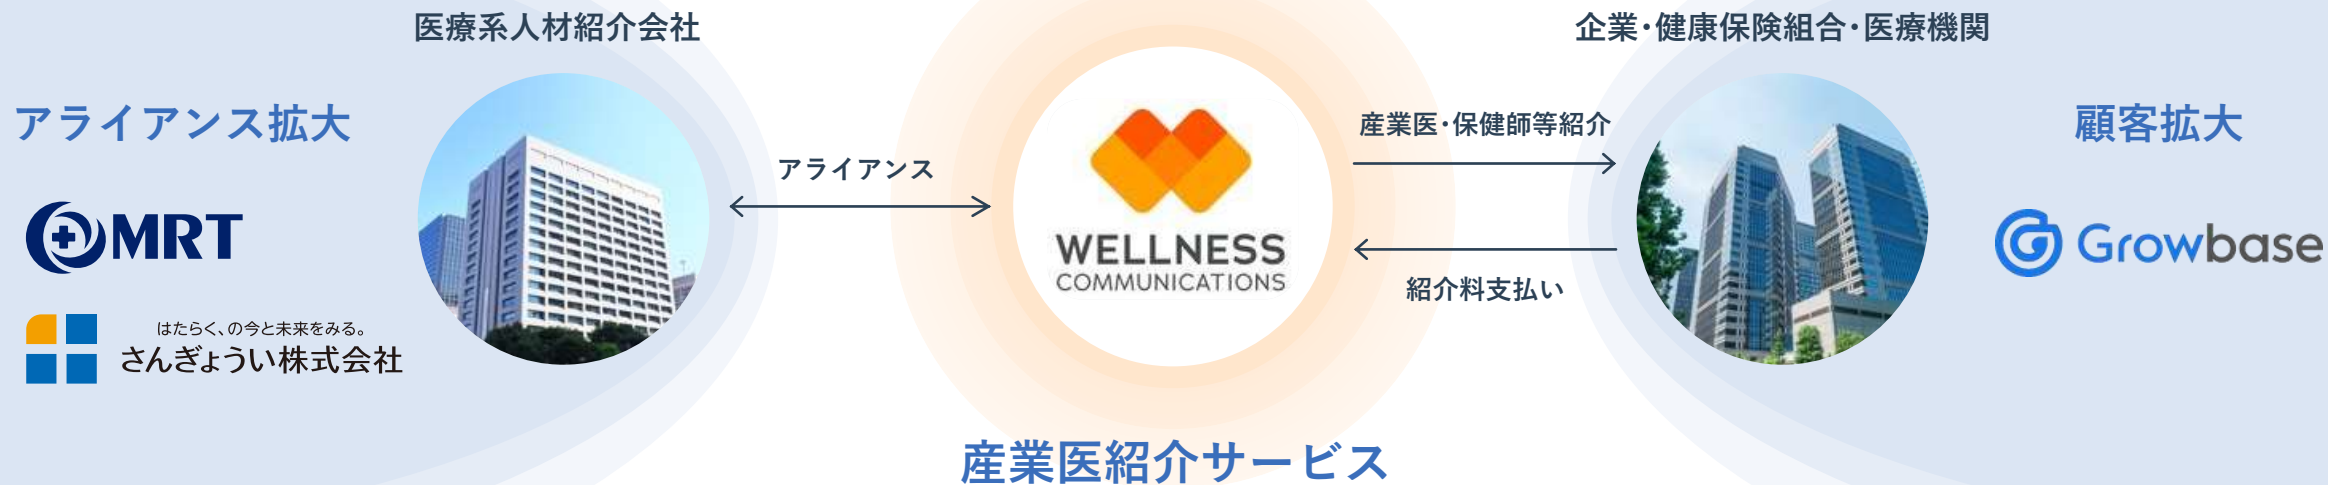 医療系人材紹介会社
企業・健康保険組合・医療機関
アライアンス拡大
産業医・保健師等紹介
顧客拡大
アライアンス
MRT
WELLNESS
COMMUNICATIONS
Growbase
紹介料支払い
はたらく、の今と未来をみる。
さんぎょうい株式会社
産業医紹介サービス